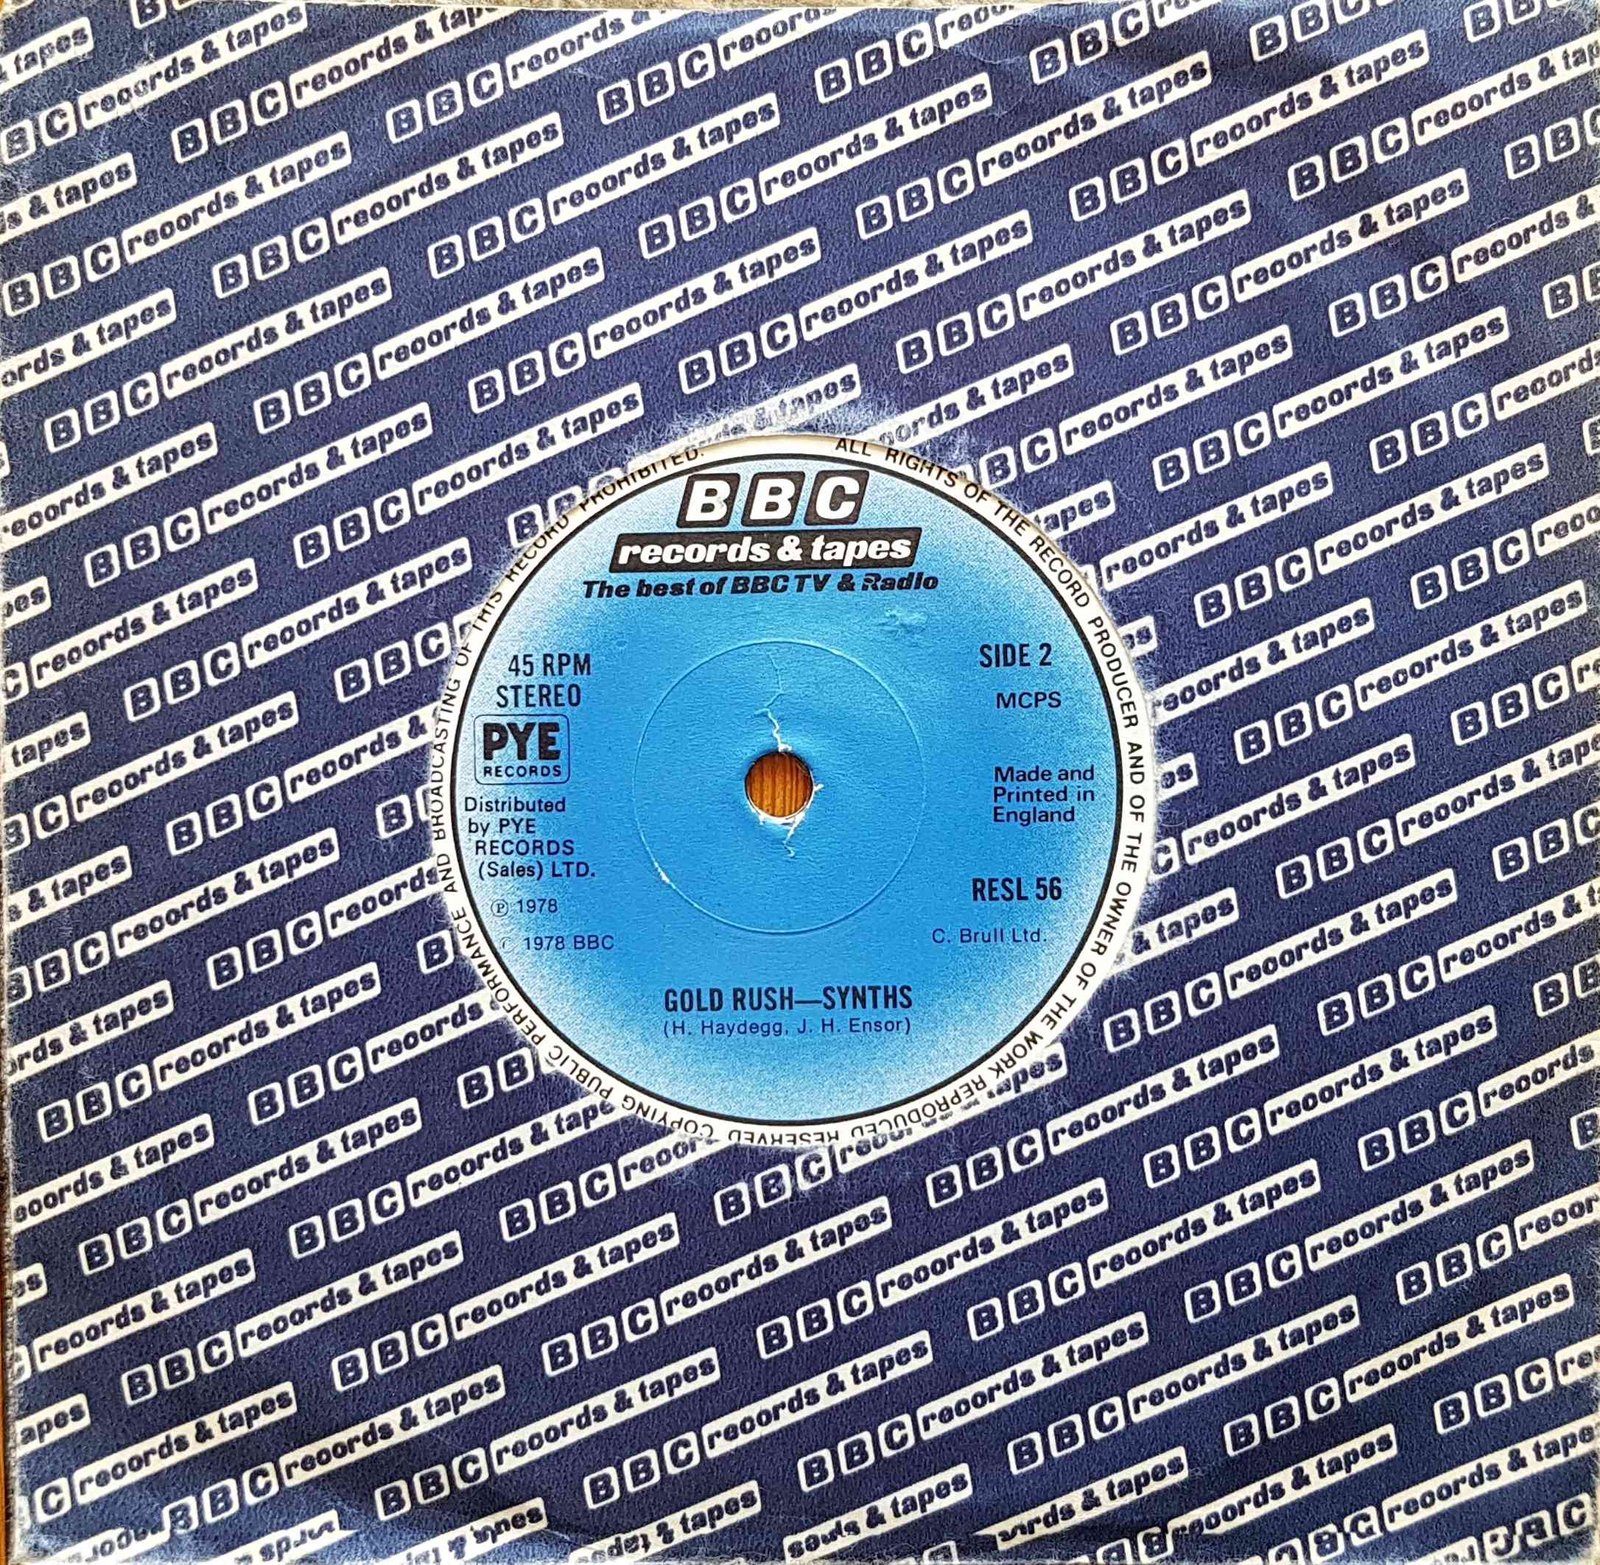 BBC
records & tapes
The best of BBC TV & Radio
45 RPM
STEREO
PYE
RECORDS
Distributed
by PYE
RECORDS
(Sales) LTD.
℗ 1978
© 1978 BBC
SIDE 2
MCPS
Made and
Printed in
England
RESL 56
C. Brull Ltd.
GOLD RUSH—SYNTHS
(H. Haydegg, J. H. Ensor)
ALL RIGHTS OF THE RECORD PRODUCER AND OF THE OWNER OF THE WORK REPRODUCED RESERVED COPYING PUBLIC PERFORMANCE AND BROADCASTING OF THIS RECORD PROHIBITED.
BBC records & tapes